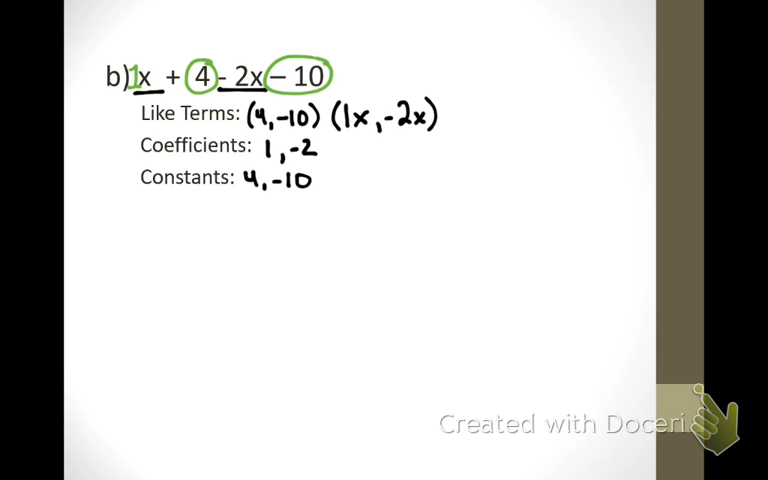 b) 1x + 4 - 2x – 10
Like Terms: (4, -10) (1x, -2x)
Coefficients: 1, -2
Constants: 4, -10
Created with Doceri